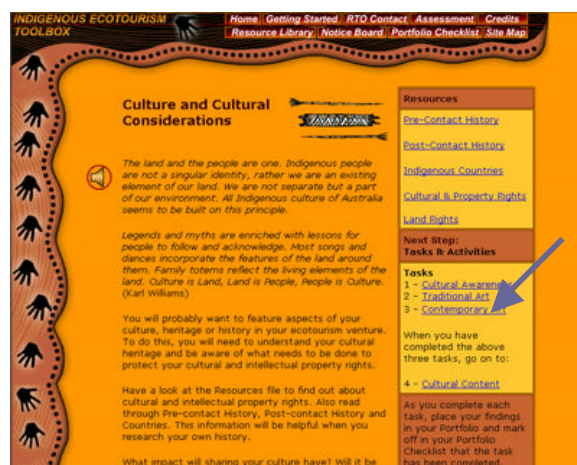 INDIGENOUS ECOTOURISM
TOOLBOX
Home Getting Started RTO Contact Assessment Credits
Resource Library Notice Board Portfolio Checklist Site Map
Culture and Cultural
Considerations
The land and the people are one. Indigenous people
are not a singular identity, rather we are an existing
element of our land. We are not separate but a part
of our environment. All Indigenous culture of Australia
seems to be built on this principle.
Legends and myths are enriched with lessons for
people to follow and acknowledge. Most songs and
dances incorporate the features of the land around
them. Family totems reflect the living elements of the
land. Culture is Land, Land is People, People is Culture.
(Karl Williams)
You will probably want to feature aspects of your
culture, heritage or history in your ecotourism venture.
To do this, you will need to understand your cultural
heritage and be aware of what needs to be done to
protect your cultural and intellectual property rights.
Have a look at the Resources file to find out about
cultural and intellectual property rights. Also read
through Pre-contact History, Post-contact History and
Countries. This information will be helpful when you
research your own history.
What impact will sharing your culture have? Will it be
Resources
Pre-Contact History
Post-Contact History
Indigenous Countries
Cultural & Property Rights
Land Rights
Next Step:
Tasks & Activities
Tasks
1 - Cultural Awareness
2 - Traditional Art
3 - Contemporary Art
When you have
completed the above
three tasks, go on to:
4 - Cultural Content
As you complete each
task, place your findings
in your Portfolio and mark
off in your Portfolio
Checklist that the task
has been completed